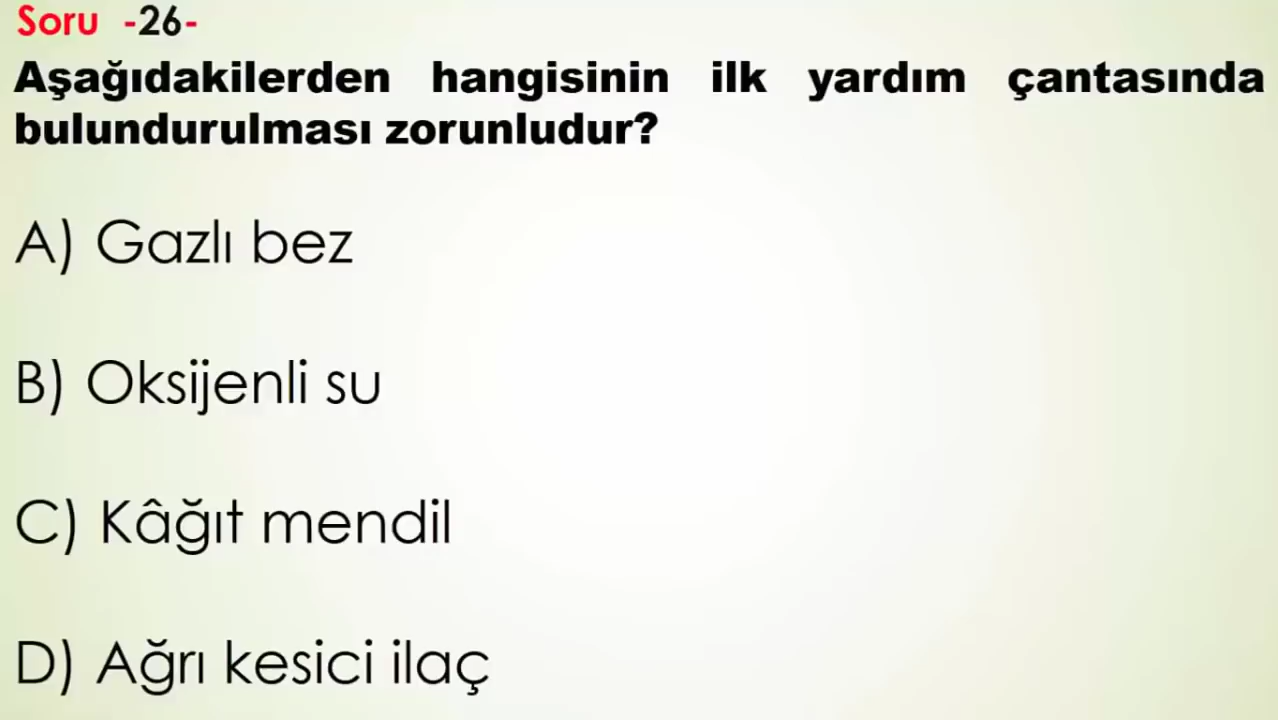 Soru -26-
Aşağıdakilerden hangisinin ilk yardım çantasında
bulundurulması zorunludur?
A) Gazlı bez
B) Oksijenli su
C) Kâğıt mendil
D) Ağrı kesici ilaç